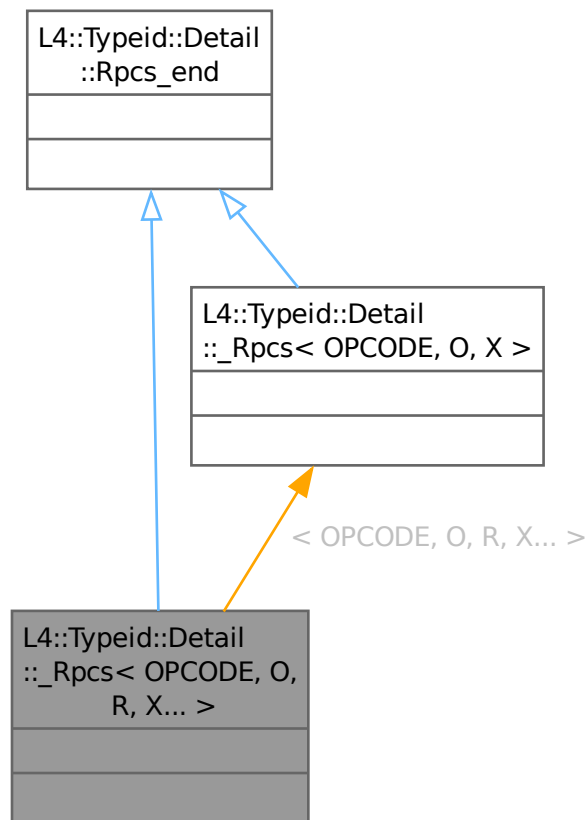 L4::Typeid::Detail
::Rpcs_end
L4::Typeid::Detail
::_Rpcs< OPCODE, O, X >
< OPCODE, O, R, X... >
L4::Typeid::Detail
::_Rpcs< OPCODE, O,
R, X... >